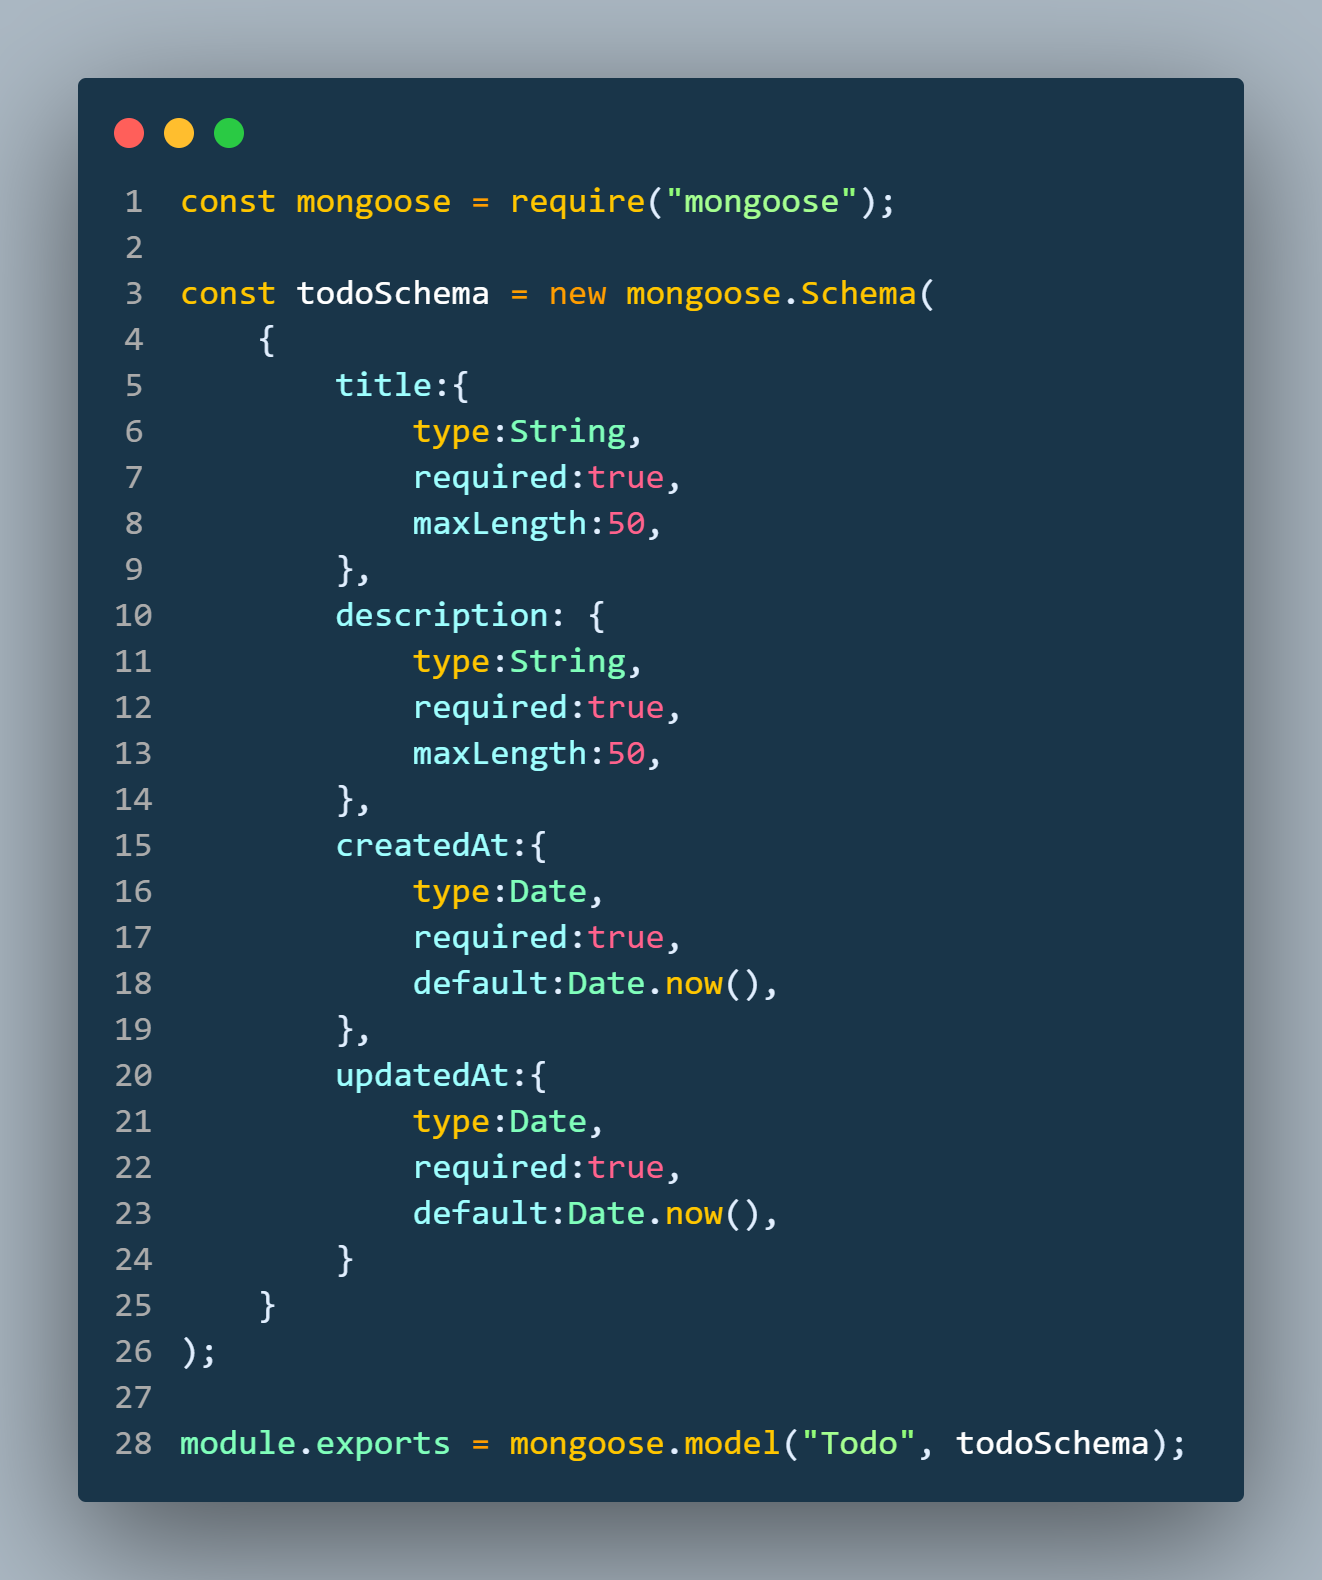 1 const mongoose = require("mongoose");
2
3 const todoSchema = new mongoose.Schema(
4     {
5         title:{
6             type:String,
7             required:true,
8             maxLength:50,
9         },
10         description: {
11             type:String,
12             required:true,
13             maxLength:50,
14         },
15         createdAt:{
16             type:Date,
17             required:true,
18             default:Date.now(),
19         },
20         updatedAt:{
21             type:Date,
22             required:true,
23             default:Date.now(),
24         }
25     }
26 );
27
28 module.exports = mongoose.model("Todo", todoSchema);